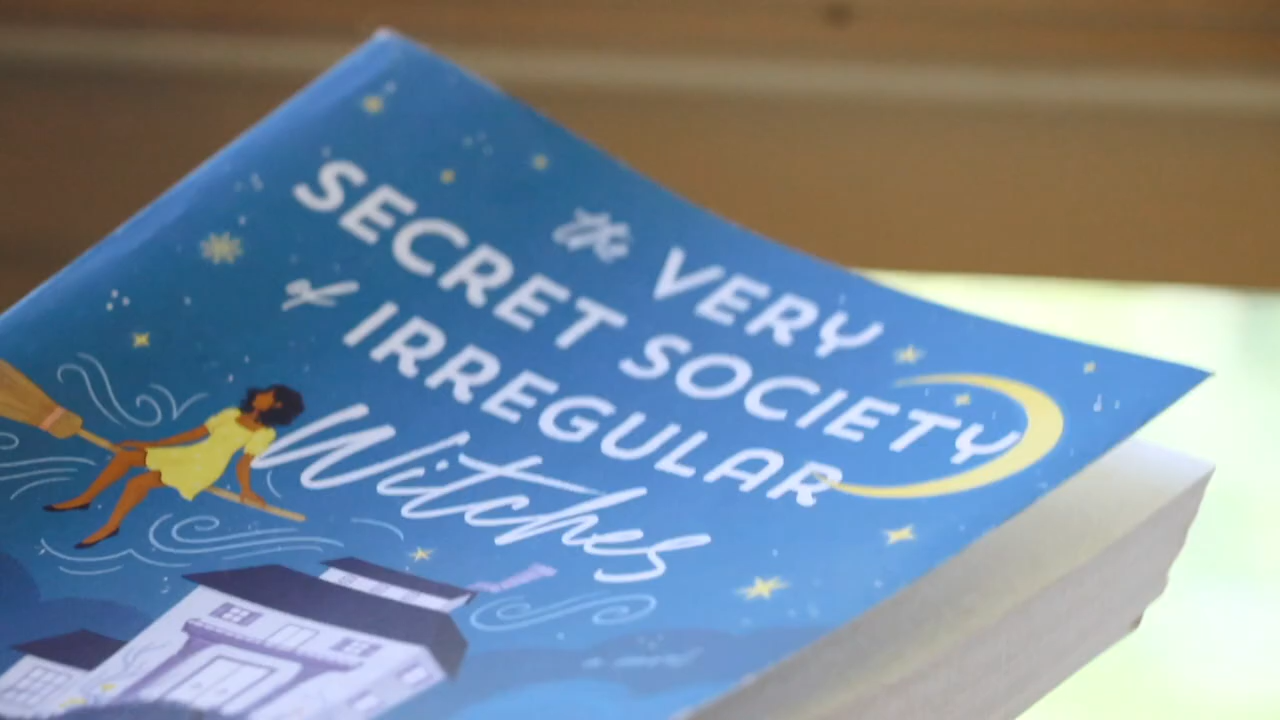 the VERY
SECRET SOCIETY
of IRREGULAR
Witches
a novel